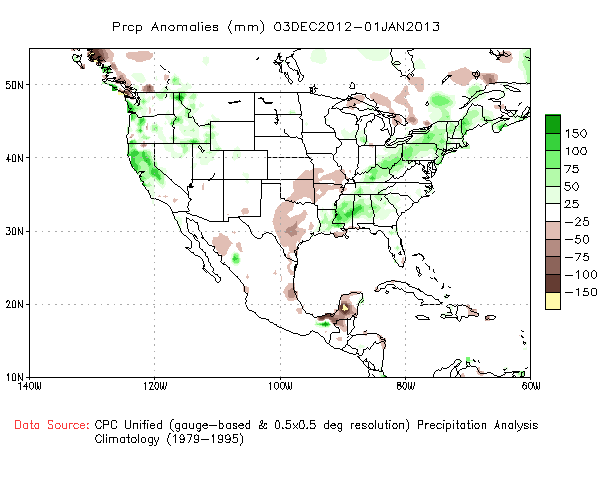 Prcp Anomalies (mm) 03DEC2012−01JAN2013
50N
40N
30N
20N
10N
140W 120W 100W 80W 60W
150
100
75
50
25
−25
−50
−75
−100
−150
Data Source: CPC Unified (gauge−based & 0.5x0.5 deg resolution) Precipitation Analysis
Climatology (1979−1995)